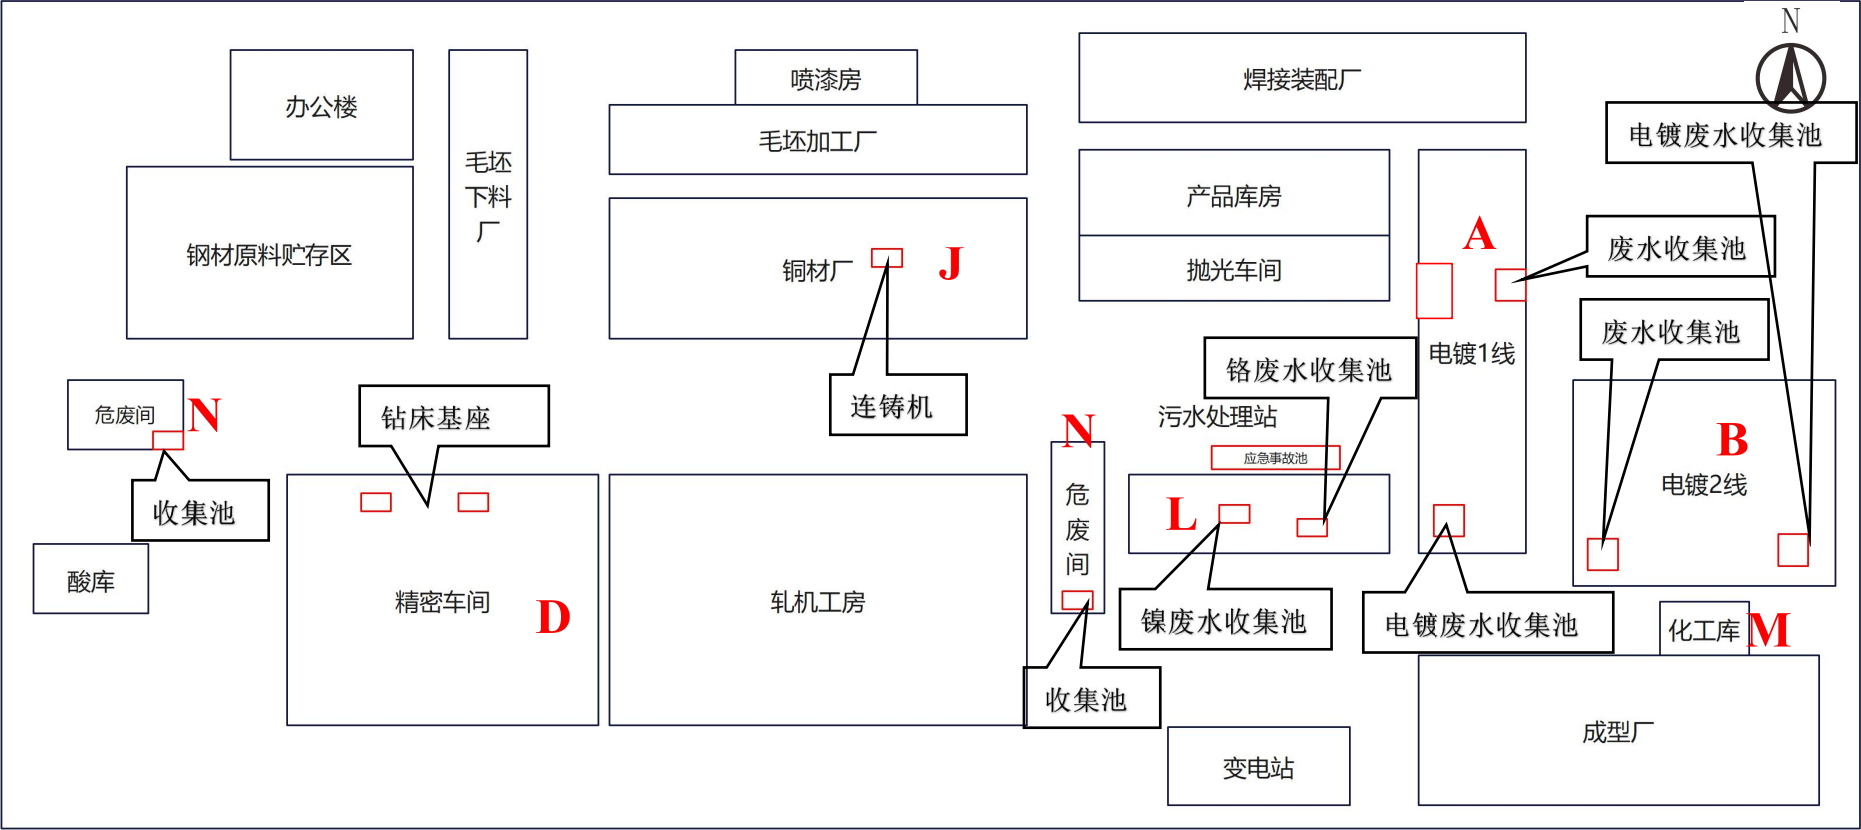 N
办公楼
喷漆房
焊接装配厂
电镀废水收集池
毛坯加工厂
毛坯
下料
厂
产品库房
A
废水收集池
钢材原料贮存区
铜材厂
J
抛光车间
废水收集池
电镀1线
铬废水收集池
危废间
N
钻床基座
连铸机
污水处理站
N
B
应急事故池
电镀2线
收集池
L
危
废
间
酸库
精密车间
D
轧机工房
镍废水收集池
电镀废水收集池
化工库
M
收集池
成型厂
变电站